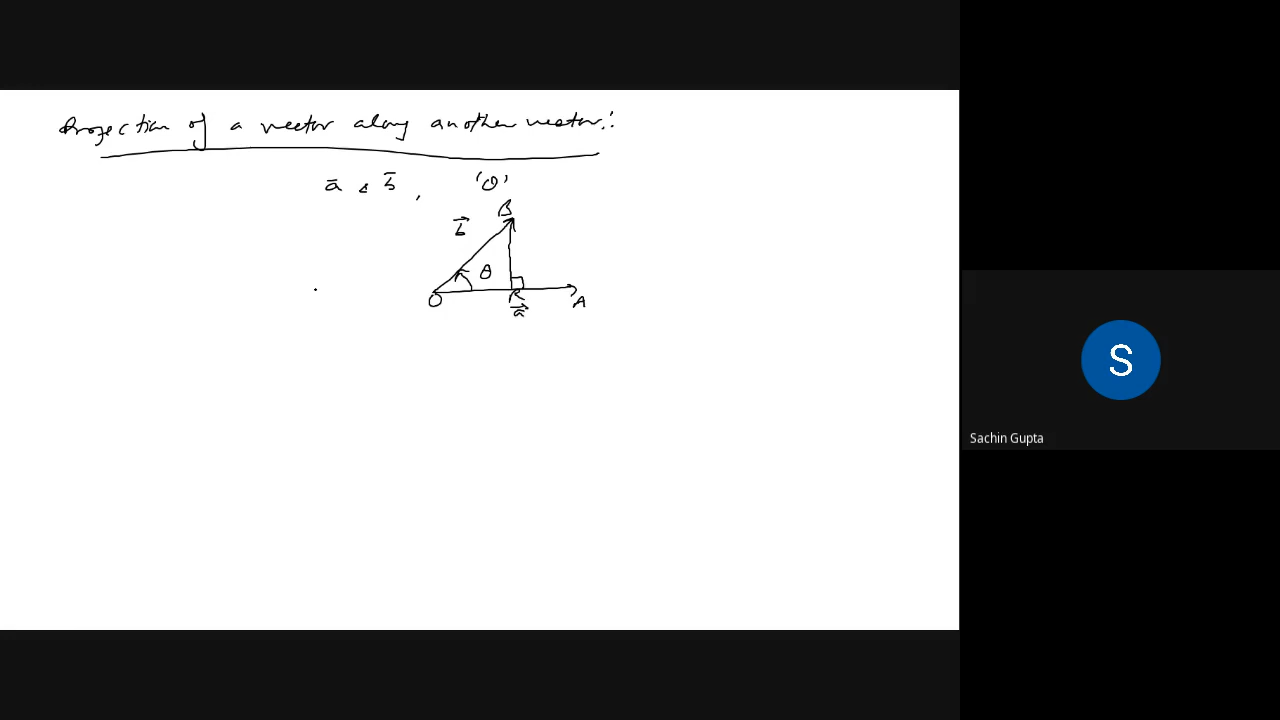 Projection of a vector along another vector:
a̅ & b̅, 'θ'
B
b⃗
θ
O R A
a⃗
S
Sachin Gupta